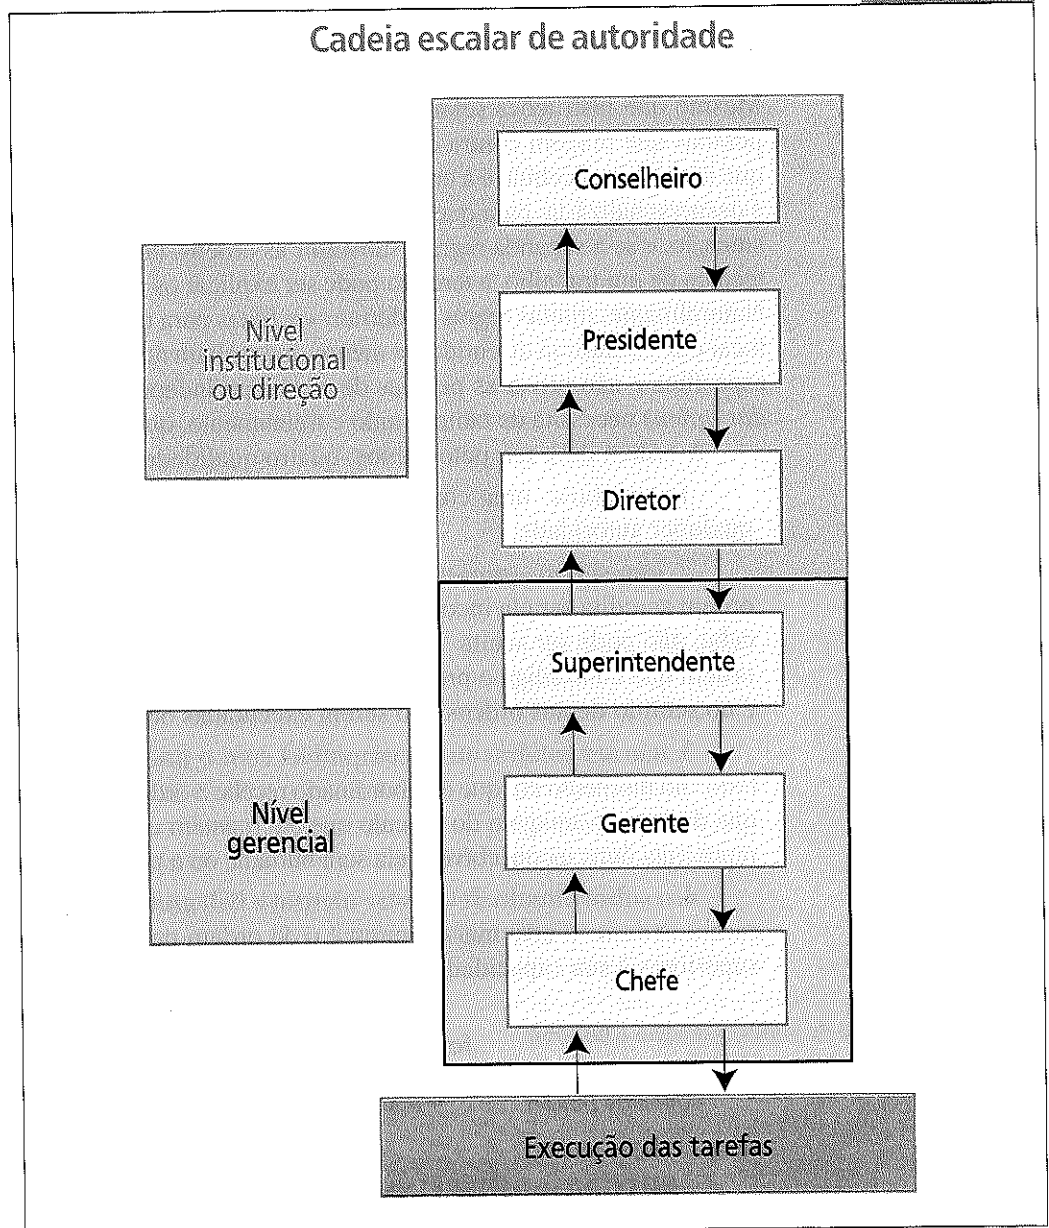 Cadeia escalar de autoridade
Conselheiro
Presidente
Nível
institucional
ou direção
Diretor
Superintendente
Gerente
Nível
gerencial
Chefe
Execução das tarefas